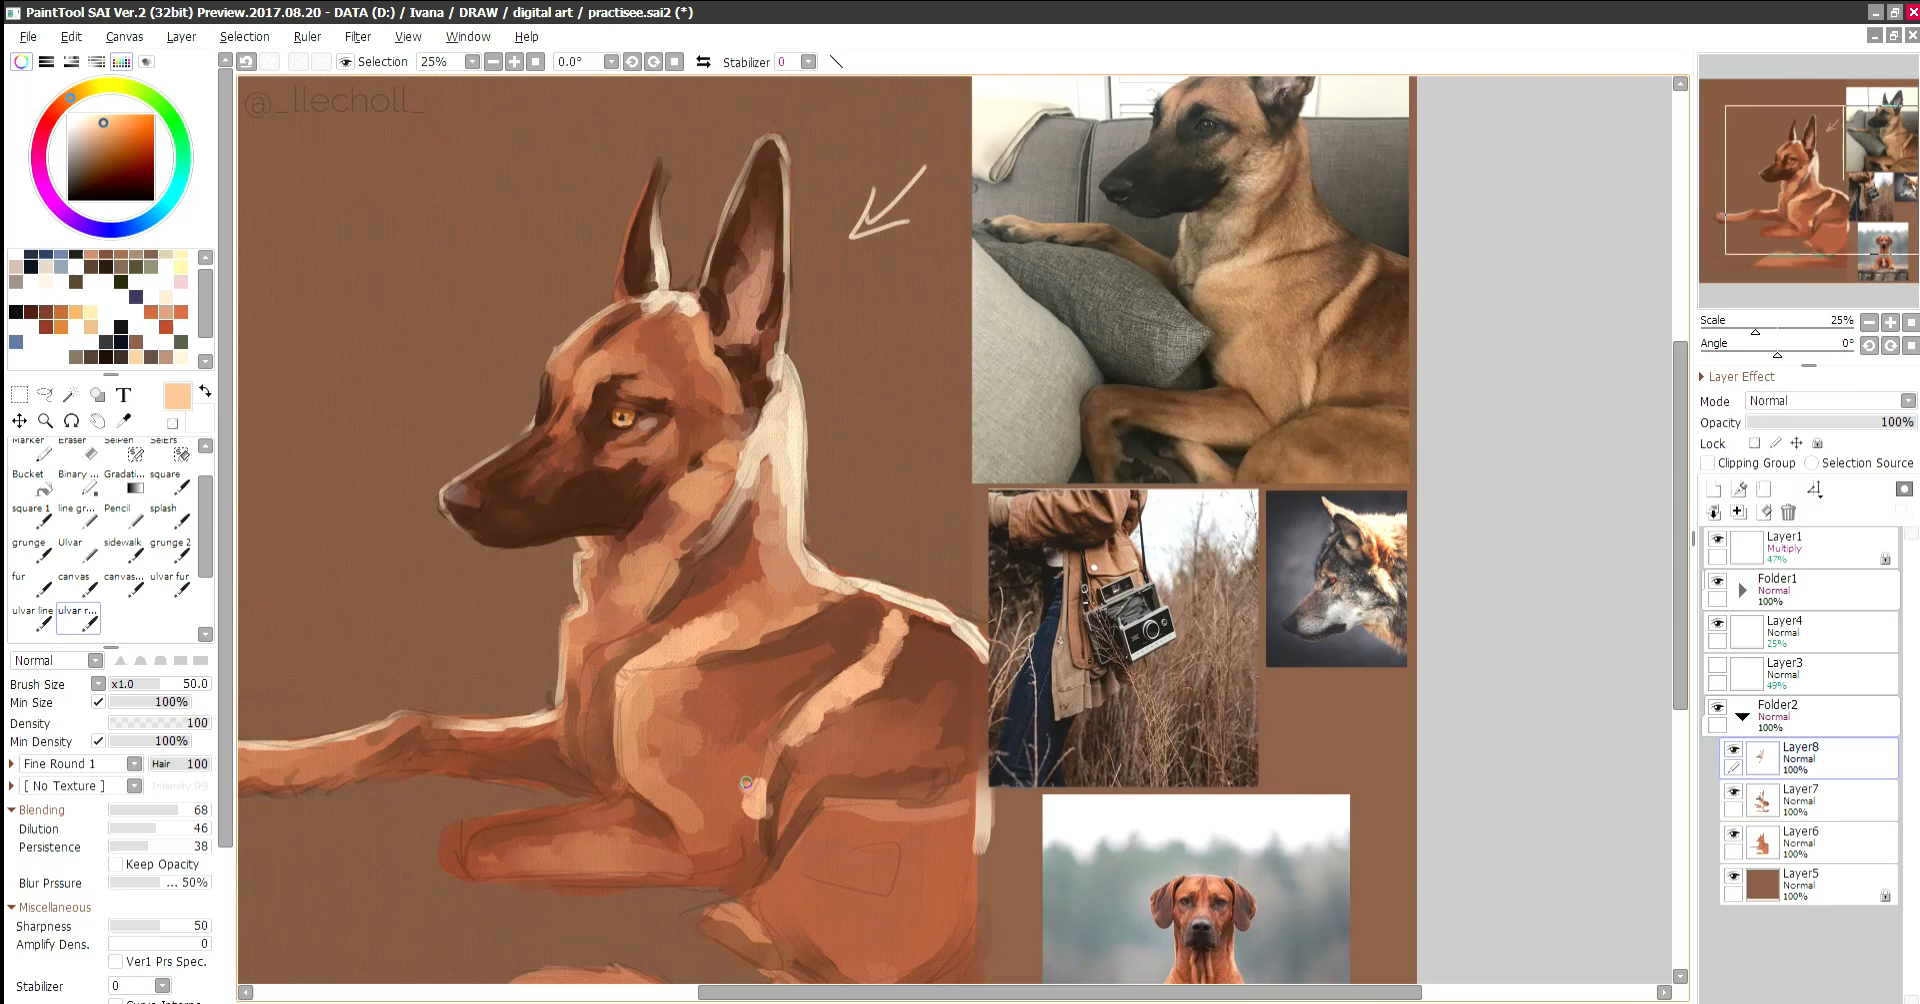 PaintTool SAI Ver.2 (32bit) Preview.2017.08.20 - DATA (D:) / Ivana / DRAW / digital art / practisee.sai2 (*)
File Edit Canvas Layer Selection Ruler Filter View Window Help
Selection 25% 0.0° Stabilizer 0
@_llecholl_
T
Marker Eraser SelPen SelErs
Bucket Binary ... Gradati... square
square 1 line gr... Pencil splash
grunge Ulvar sidewalk grunge 2
fur canvas canvas... ulvar fur
ulvar line ulvar r...
Normal
Brush Size x1.0 50.0
Min Size 100%
Density 100
Min Density 100%
Fine Round 1 Hair 100
[ No Texture ] Intensity 99
Blending 68
Dilution 46
Persistence 38
Keep Opacity
Blur Prssure ... 50%
Miscellaneous
Sharpness 50
Amplify Dens. 0
Ver1 Prs Spec.
Stabilizer 0
Scale 25%
Angle 0°
Layer Effect
Mode Normal
Opacity 100%
Lock
Clipping Group Selection Source
Layer1
Multiply
47%
Folder1
Normal
100%
Layer4
Normal
25%
Layer3
Normal
49%
Folder2
Normal
100%
Layer8
Normal
100%
Layer7
Normal
100%
Layer6
Normal
100%
Layer5
Normal
100%